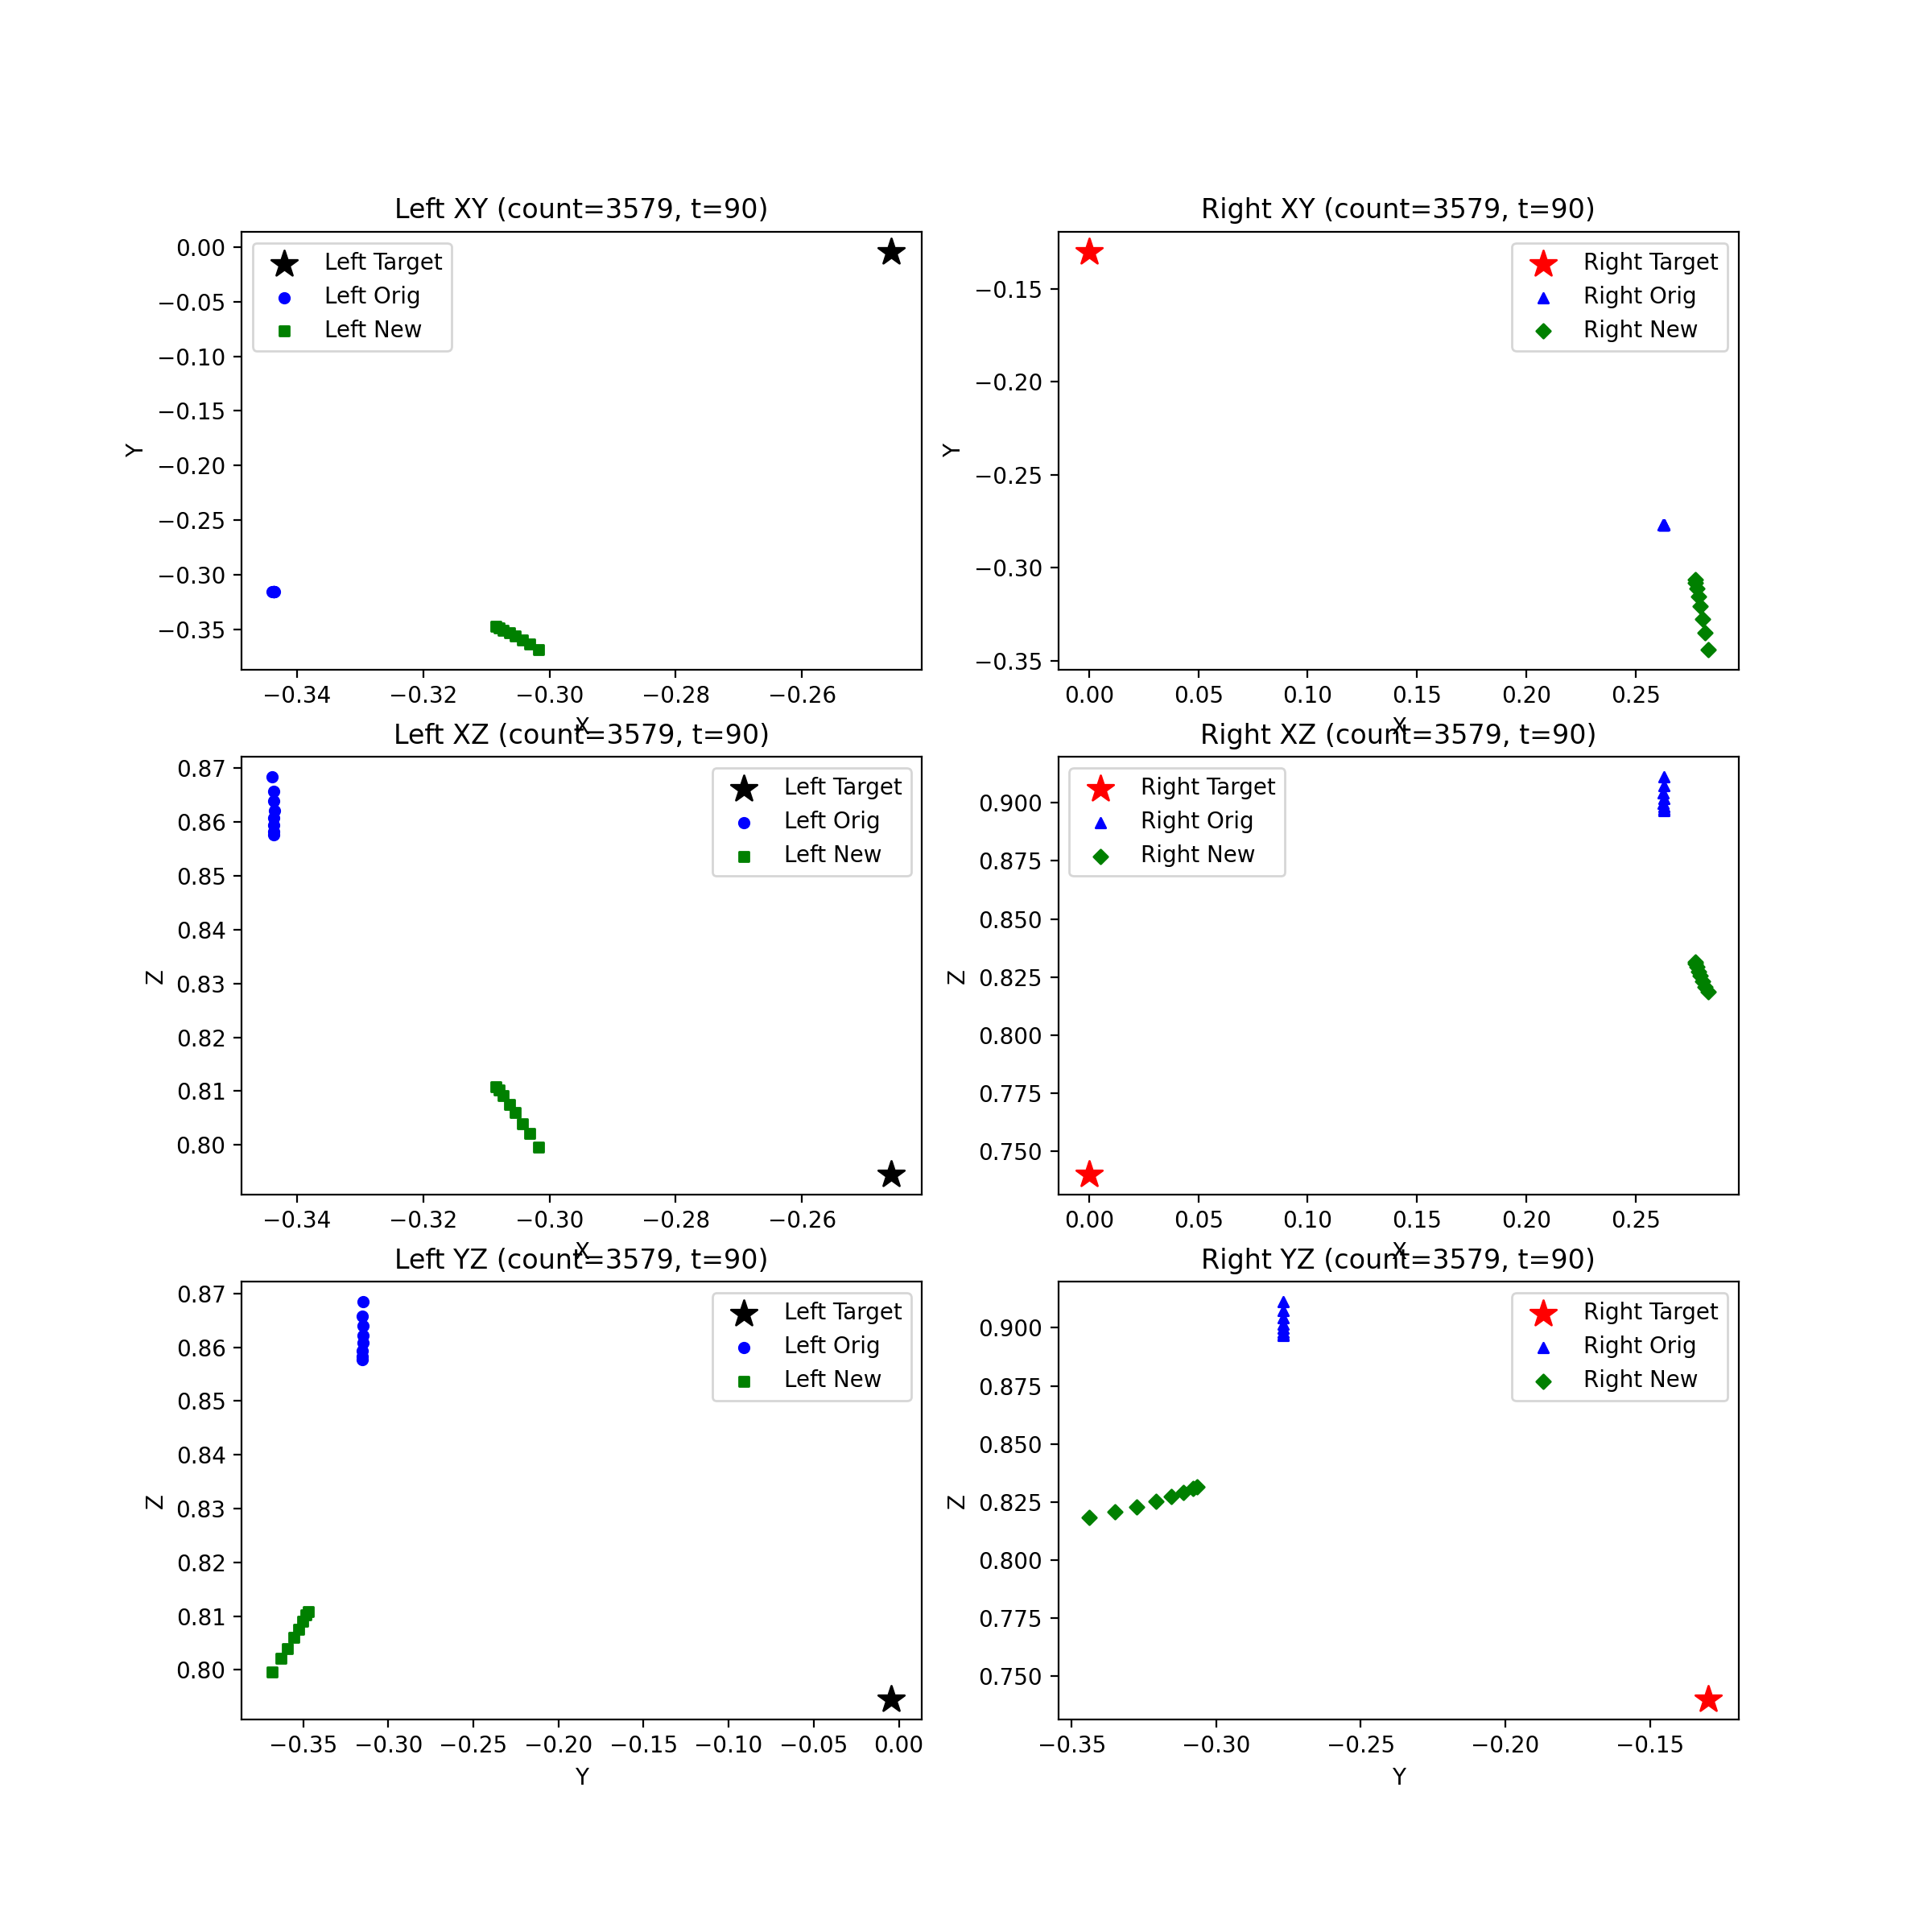 Left XY (count=3579, t=90)
0.00
−0.05
−0.10
−0.15
−0.20
−0.25
−0.30
−0.35
Y
Left Target
Left Orig
Left New
−0.34 −0.32 −0.30 −0.28 −0.26
X
Right XY (count=3579, t=90)
−0.15
−0.20
−0.25
−0.30
−0.35
Y
Right Target
Right Orig
Right New
0.00 0.05 0.10 0.15 0.20 0.25
X
Left XZ (count=3579, t=90)
0.87
0.86
0.85
0.84
0.83
0.82
0.81
0.80
Z
Left Target
Left Orig
Left New
−0.34 −0.32 −0.30 −0.28 −0.26
X
Right XZ (count=3579, t=90)
0.900
0.875
0.850
0.825
0.800
0.775
0.750
Z
Right Target
Right Orig
Right New
0.00 0.05 0.10 0.15 0.20 0.25
X
Left YZ (count=3579, t=90)
0.87
0.86
0.85
0.84
0.83
0.82
0.81
0.80
Z
Left Target
Left Orig
Left New
−0.35 −0.30 −0.25 −0.20 −0.15 −0.10 −0.05 0.00
Y
Right YZ (count=3579, t=90)
0.900
0.875
0.850
0.825
0.800
0.775
0.750
Z
Right Target
Right Orig
Right New
−0.35 −0.30 −0.25 −0.20 −0.15
Y